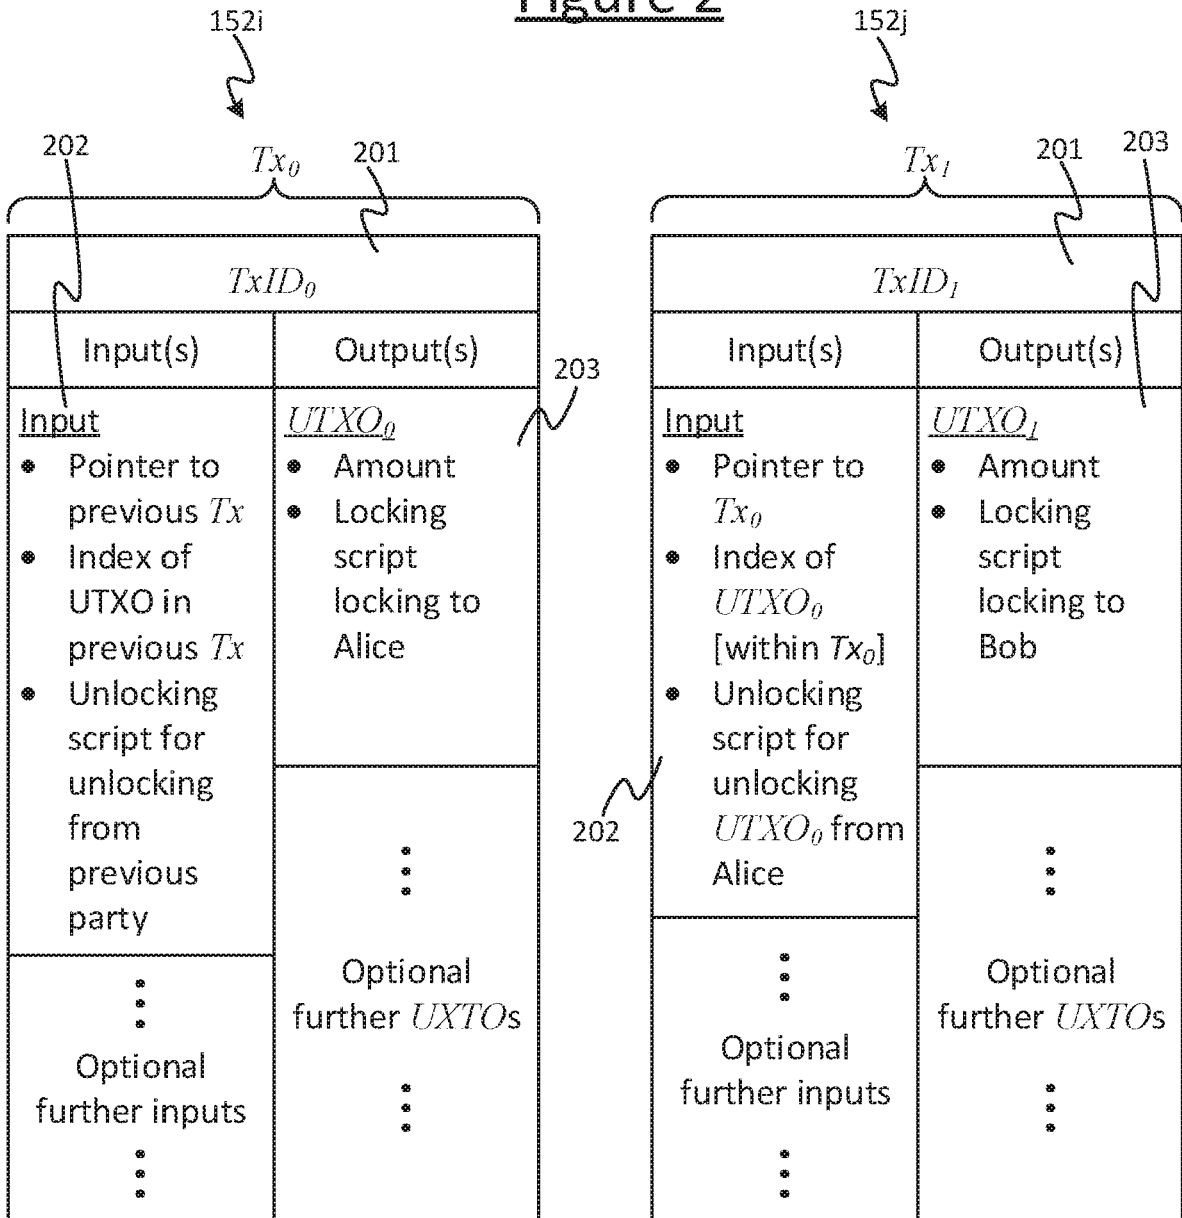 Figure 2
152i
152j
202
Tx0
201
Tx1
201
203
TxID0
Input(s)
Output(s)
Input
• Pointer to
previous Tx
• Index of
UTXO in
previous Tx
• Unlocking
script for
unlocking
from
previous
party
Optional
further inputs
UTXO0
• Amount
• Locking
script
locking to
Alice
Optional
further UXTOs
203
TxID1
Input(s)
Output(s)
Input
• Pointer to
Tx0
• Index of
UTXO0
[within Tx0]
• Unlocking
script for
unlocking
UTXO0 from
Alice
202
Optional
further inputs
UTXO1
• Amount
• Locking
script
locking to
Bob
Optional
further UXTOs